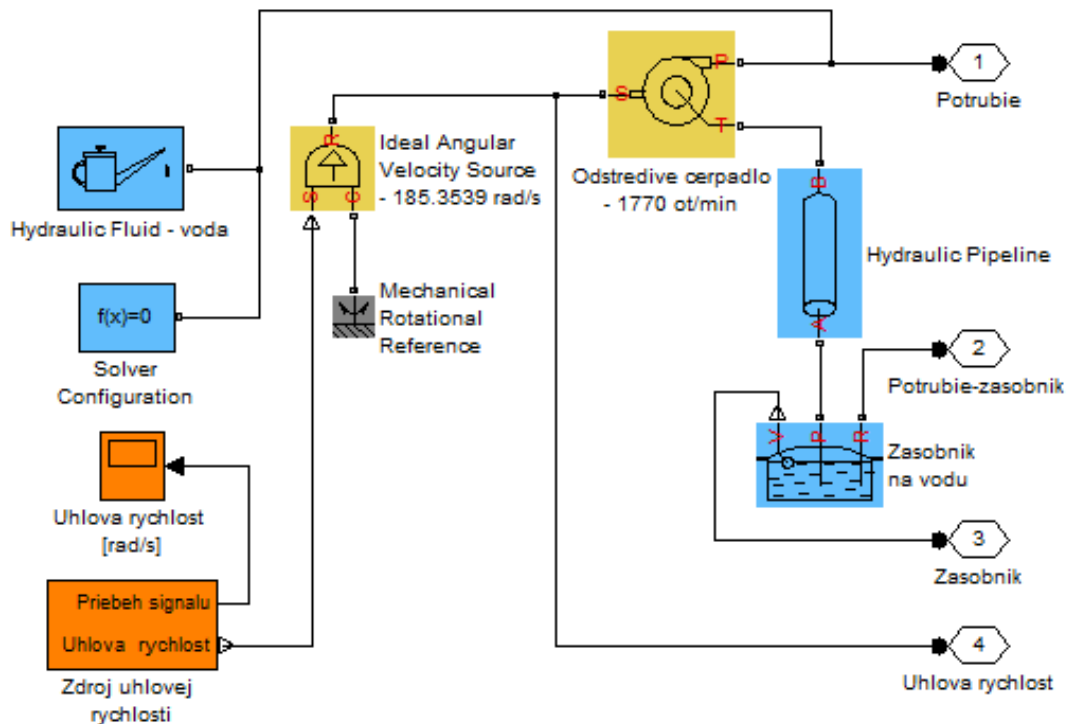 1
Potrubie
P
S
T
Odstredive cerpadlo
- 1770 ot/min
R
S
C
Ideal Angular
Velocity Source
- 185.3539 rad/s
Hydraulic Fluid - voda
B
A
Hydraulic Pipeline
f(x)=0
Solver
Configuration
Mechanical
Rotational
Reference
2
Potrubie-zasobnik
V
P
R
Zasobnik
na vodu
Uhlova rychlost
[rad/s]
3
Zasobnik
Priebeh signalu
Uhlova rychlost
Zdroj uhlovej
rychlosti
4
Uhlova rychlost